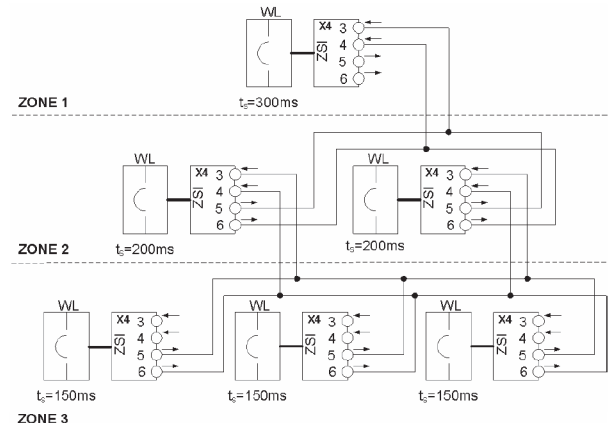 WL X4 3
ZSI 4
5
6
ZONE 1 tₛ=300ms
WL X4 3 WL X4 3
ZSI 4 ZSI 4
5 5
6 6
ZONE 2 tₛ=200ms tₛ=200ms
WL X4 3 WL X4 3 WL X4 3
ZSI 4 ZSI 4 ZSI 4
5 5 5
6 6 6
tₛ=150ms tₛ=150ms tₛ=150ms
ZONE 3